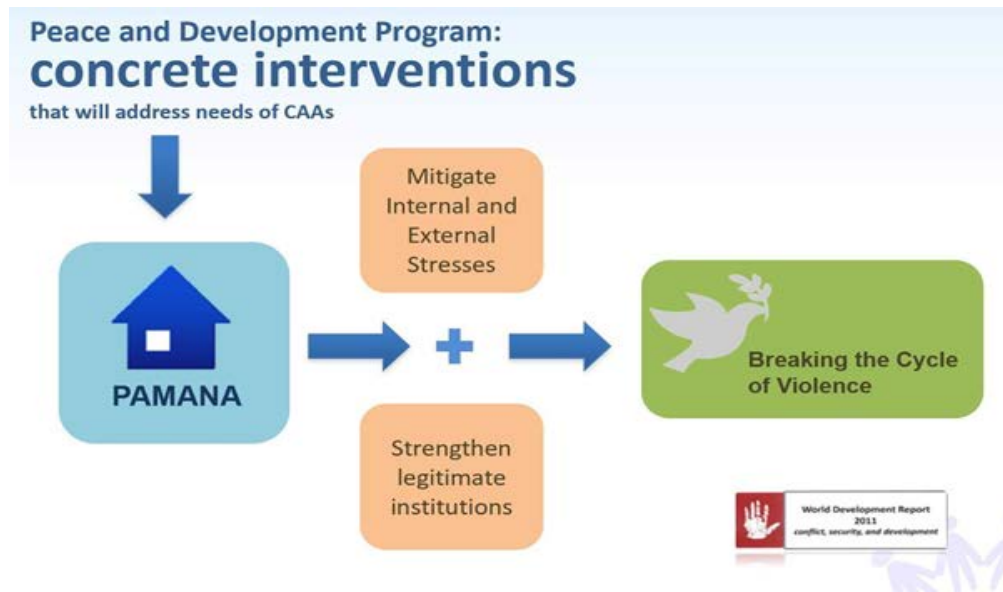 Peace and Development Program:
concrete interventions
that will address needs of CAAs
Mitigate
Internal and
External
Stresses
PAMANA
Breaking the Cycle
of Violence
Strengthen
legitimate
institutions
World Development Report
2011
conflict, security, and development